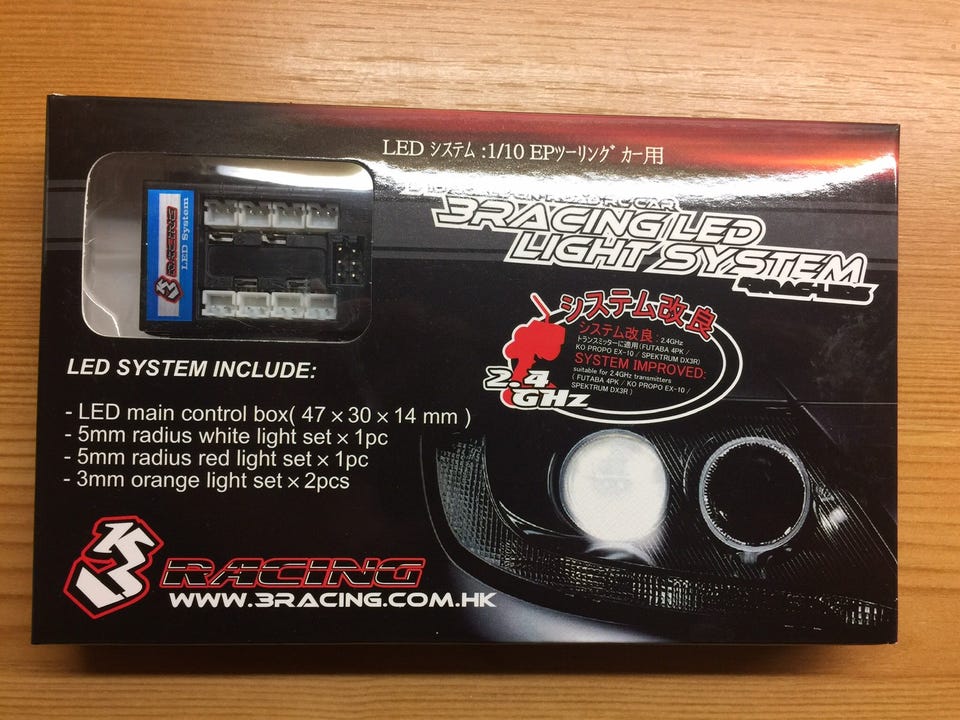 LED システム :1/10 EPツーリングカー用
3RACING LED
LIGHT SYSTEM
3RACING
LED System
システム改良
システム改良 : 2.4GHz
トランスミッターに適用(FUTABA 4PK /
KO PROPO EX-10 / SPEKTRUM DX3R)
SYSTEM IMPROVED:
suitable for 2.4GHz transmitters
( FUTABA 4PK / KO PROPO EX-10 /
SPEKTRUM DX3R )
2.4
GHz
LED SYSTEM INCLUDE:
- LED main control box( 47 × 30 × 14 mm )
- 5mm radius white light set × 1pc
- 5mm radius red light set × 1pc
- 3mm orange light set × 2pcs
3
RACING
WWW.3RACING.COM.HK